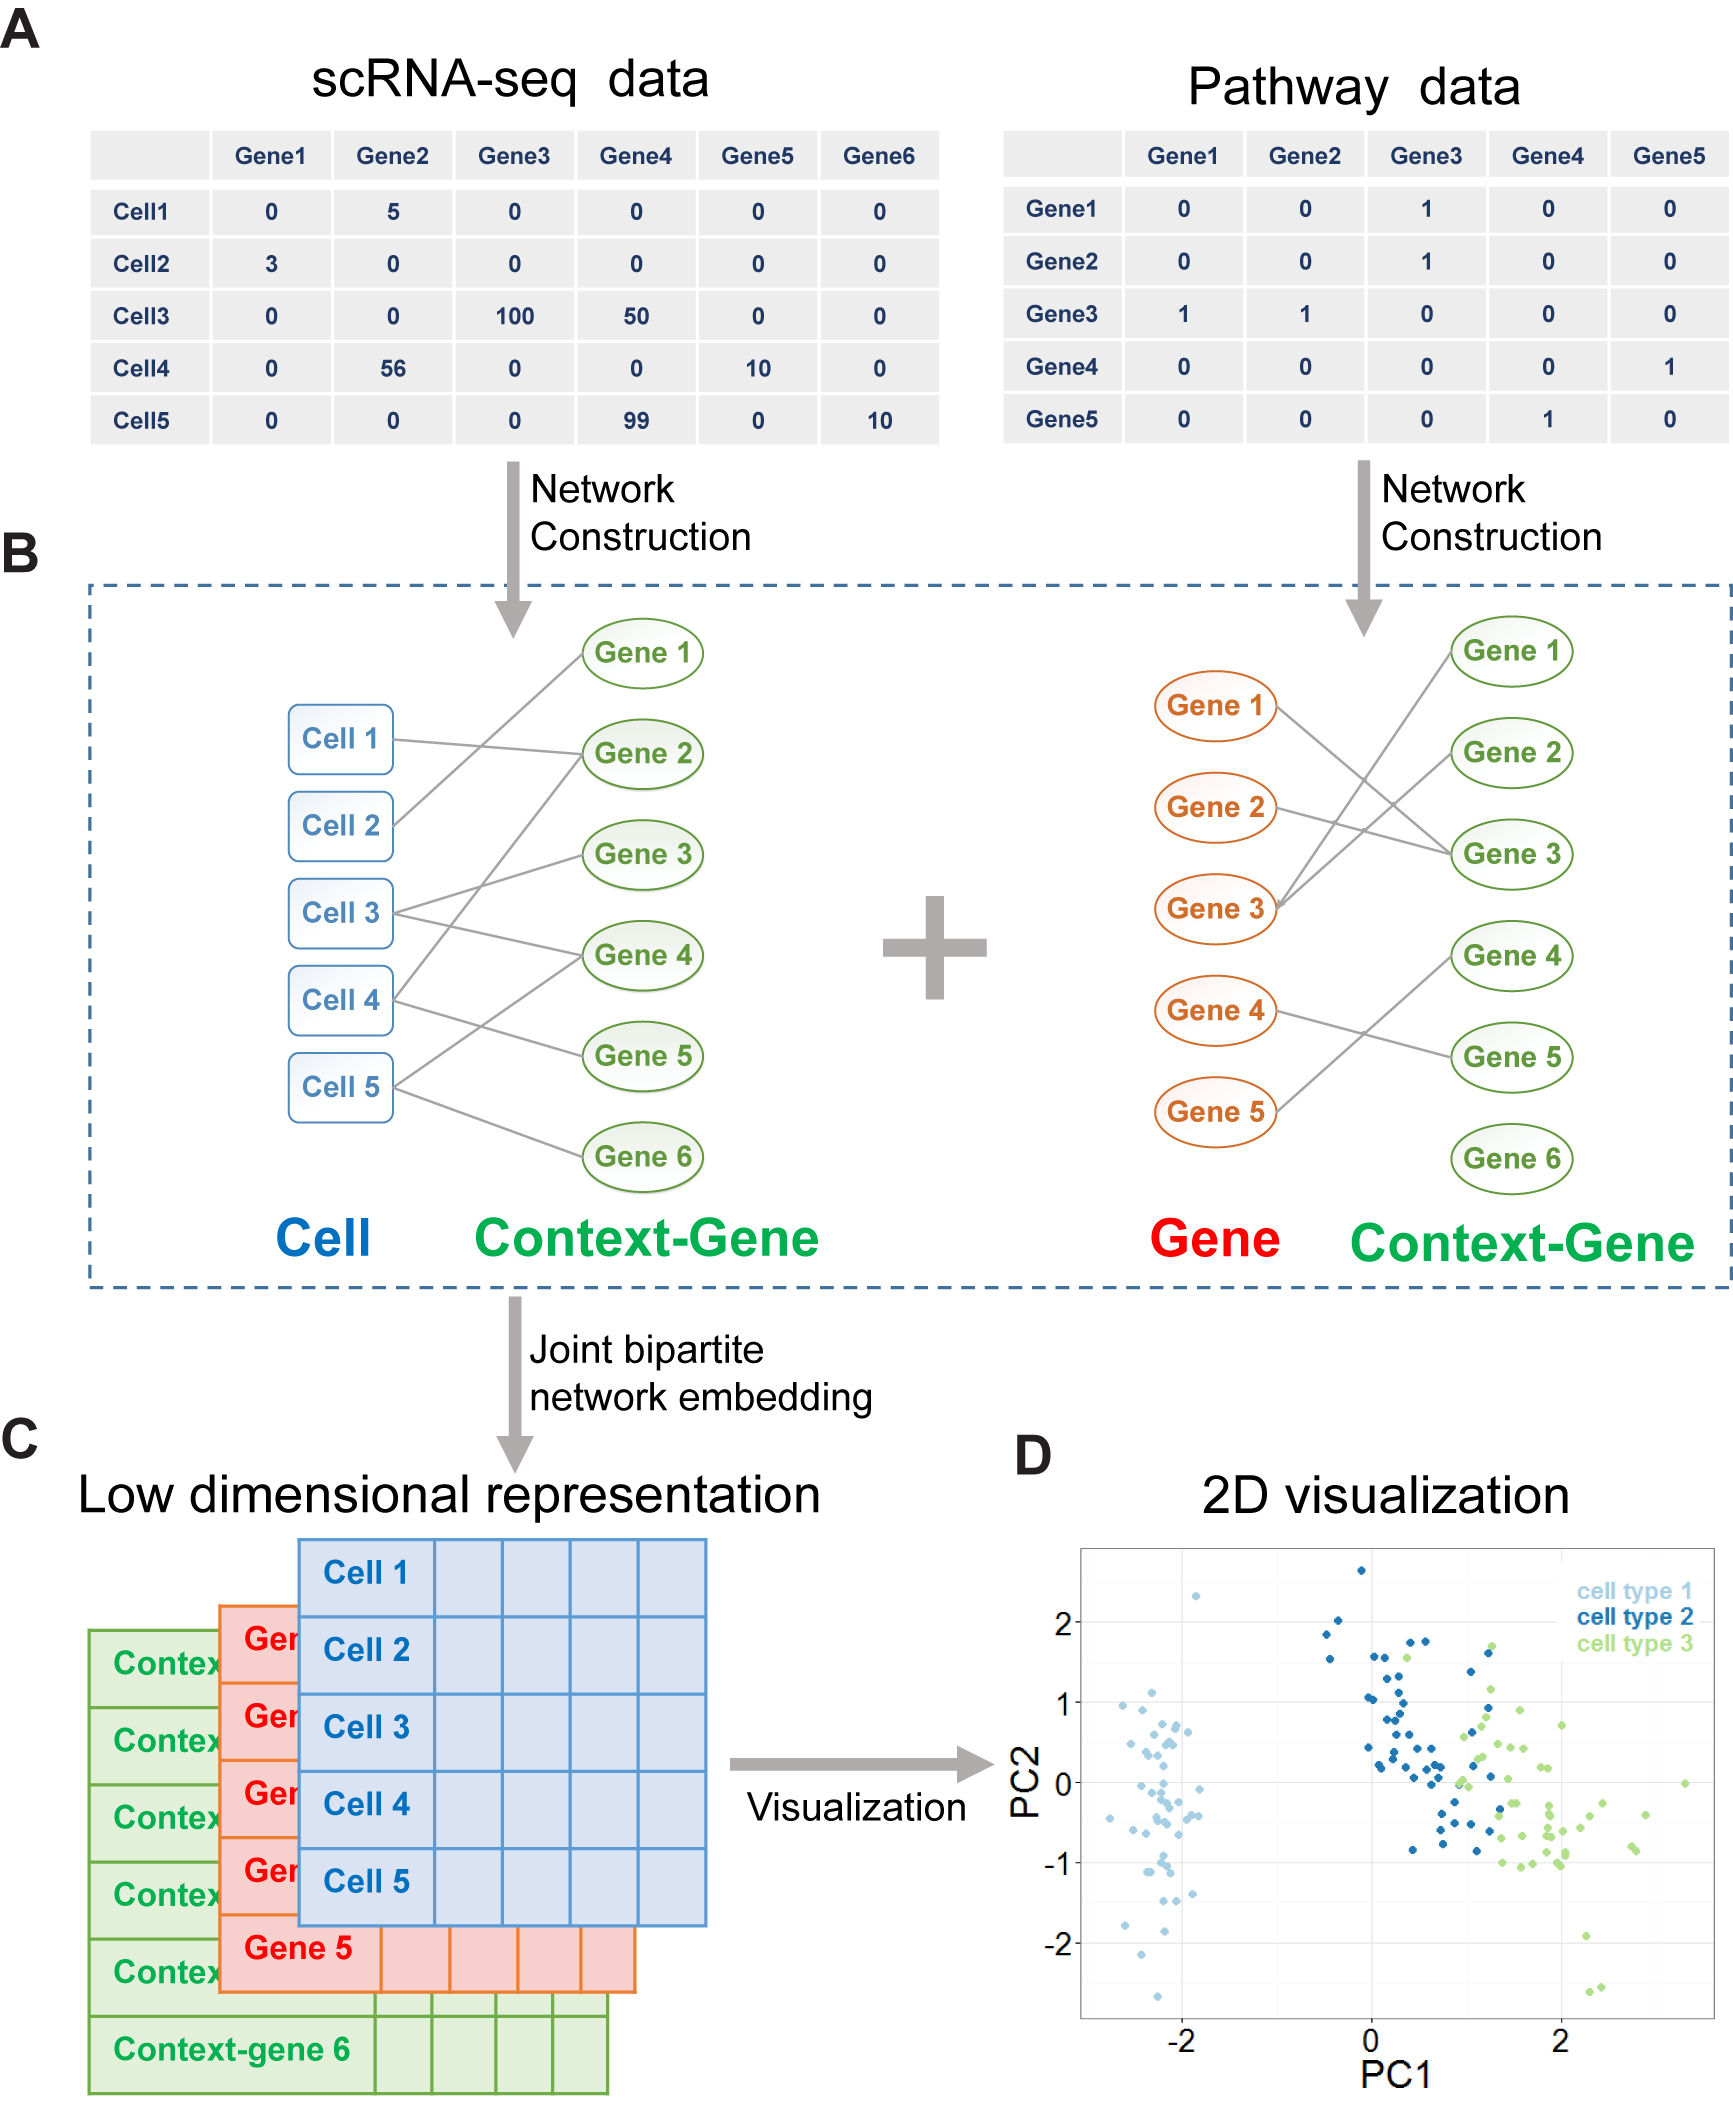 A
scRNA-seq data
Gene1 Gene2 Gene3 Gene4 Gene5 Gene6
Cell1 0 5 0 0 0 0
Cell2 3 0 0 0 0 0
Cell3 0 0 100 50 0 0
Cell4 0 56 0 0 10 0
Cell5 0 0 0 99 0 10
Pathway data
Gene1 Gene2 Gene3 Gene4 Gene5
Gene1 0 0 1 0 0
Gene2 0 0 1 0 0
Gene3 1 1 0 0 0
Gene4 0 0 0 0 1
Gene5 0 0 0 1 0
Network
Construction
Network
Construction
B
Cell 1
Cell 2
Cell 3
Cell 4
Cell 5
Gene 1
Gene 2
Gene 3
Gene 4
Gene 5
Gene 6
Cell
Context-Gene
Gene 1
Gene 2
Gene 3
Gene 4
Gene 5
Gene 1
Gene 2
Gene 3
Gene 4
Gene 5
Gene 6
Gene
Context-Gene
Joint bipartite
network embedding
C
Low dimensional representation
Cell 1
Cell 2
Cell 3
Cell 4
Cell 5
Ger
Ger
Ger
Ger
Gene 5
Contex
Contex
Contex
Contex
Contex
Context-gene 6
Visualization
D
2D visualization
cell type 1
cell type 2
cell type 3
PC2
2
1
0
-1
-2
-2 0 2
PC1